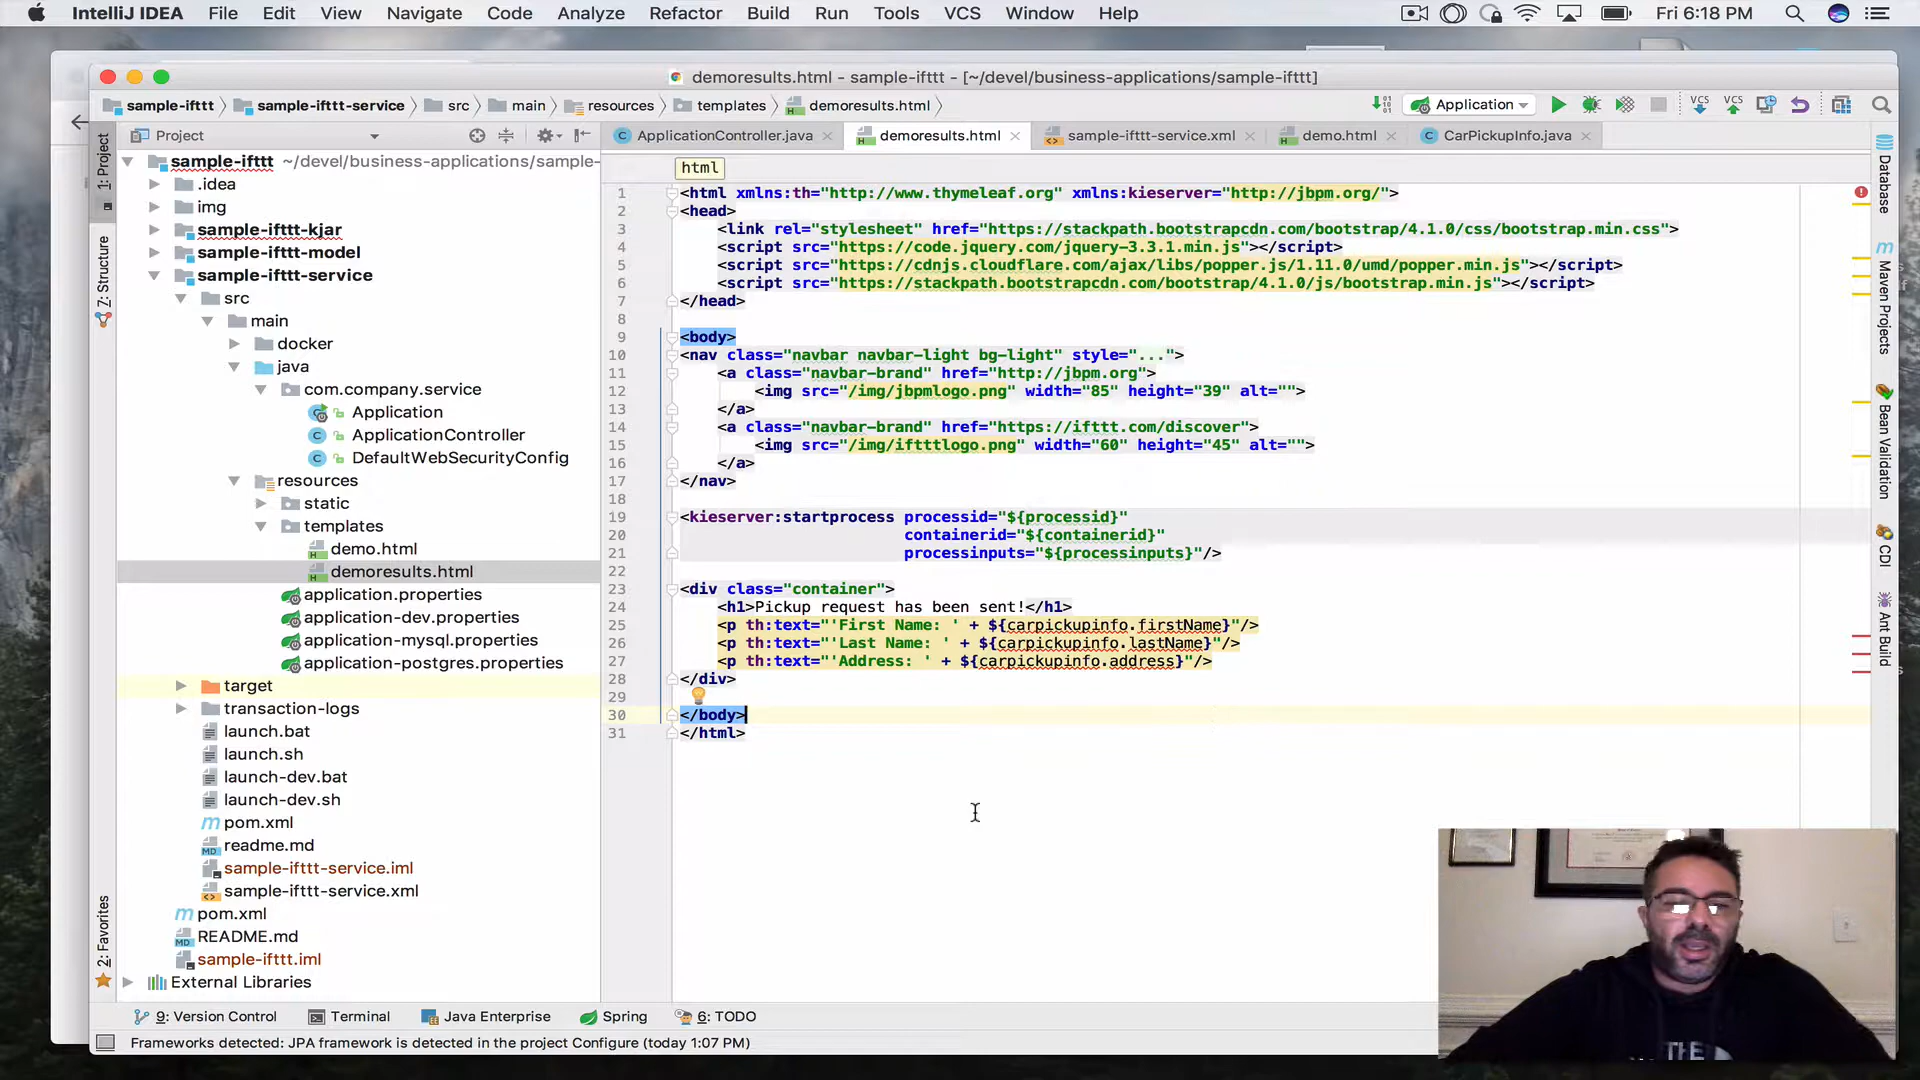 IntelliJ IDEA File Edit View Navigate Code Analyze Refactor Build Run Tools VCS Window Help Fri 6:18 PM
demoresults.html - sample-ifttt - [~/devel/business-applications/sample-ifttt]
sample-ifttt sample-ifttt-service src main resources templates demoresults.html Application VCS VCS
Project ApplicationController.java demoresults.html sample-ifttt-service.xml demo.html CarPickupInfo.java
1: Project
Z: Structure
2: Favorites
sample-ifttt ~/devel/business-applications/sample-
.idea
img
sample-ifttt-kjar
sample-ifttt-model
sample-ifttt-service
src
main
docker
java
com.company.service
Application
ApplicationController
DefaultWebSecurityConfig
resources
static
templates
demo.html
demoresults.html
application.properties
application-dev.properties
application-mysql.properties
application-postgres.properties
target
transaction-logs
launch.bat
launch.sh
launch-dev.bat
launch-dev.sh
pom.xml
readme.md
sample-ifttt-service.iml
sample-ifttt-service.xml
pom.xml
README.md
sample-ifttt.iml
External Libraries
html
1 <html xmlns:th="http://www.thymeleaf.org" xmlns:kieserver="http://jbpm.org/">
2 <head>
3 <link rel="stylesheet" href="https://stackpath.bootstrapcdn.com/bootstrap/4.1.0/css/bootstrap.min.css">
4 <script src="https://code.jquery.com/jquery-3.3.1.min.js"></script>
5 <script src="https://cdnjs.cloudflare.com/ajax/libs/popper.js/1.11.0/umd/popper.min.js"></script>
6 <script src="https://stackpath.bootstrapcdn.com/bootstrap/4.1.0/js/bootstrap.min.js"></script>
7 </head>
8
9 <body>
10 <nav class="navbar navbar-light bg-light" style="...">
11 <a class="navbar-brand" href="http://jbpm.org">
12 <img src="/img/jbpmlogo.png" width="85" height="39" alt="">
13 </a>
14 <a class="navbar-brand" href="https://ifttt.com/discover">
15 <img src="/img/iftttlogo.png" width="60" height="45" alt="">
16 </a>
17 </nav>
18
19 <kieserver:startprocess processid="${processid}"
20 containerid="${containerid}"
21 processinputs="${processinputs}"/>
22
23 <div class="container">
24 <h1>Pickup request has been sent!</h1>
25 <p th:text="'First Name: ' + ${carpickupinfo.firstName}"/>
26 <p th:text="'Last Name: ' + ${carpickupinfo.lastName}"/>
27 <p th:text="'Address: ' + ${carpickupinfo.address}"/>
28 </div>
29
30 </body>
31 </html>
Database
Maven Projects
Bean Validation
CDI
Ant Build
THE
9: Version Control Terminal Java Enterprise Spring 6: TODO
Frameworks detected: JPA framework is detected in the project Configure (today 1:07 PM)